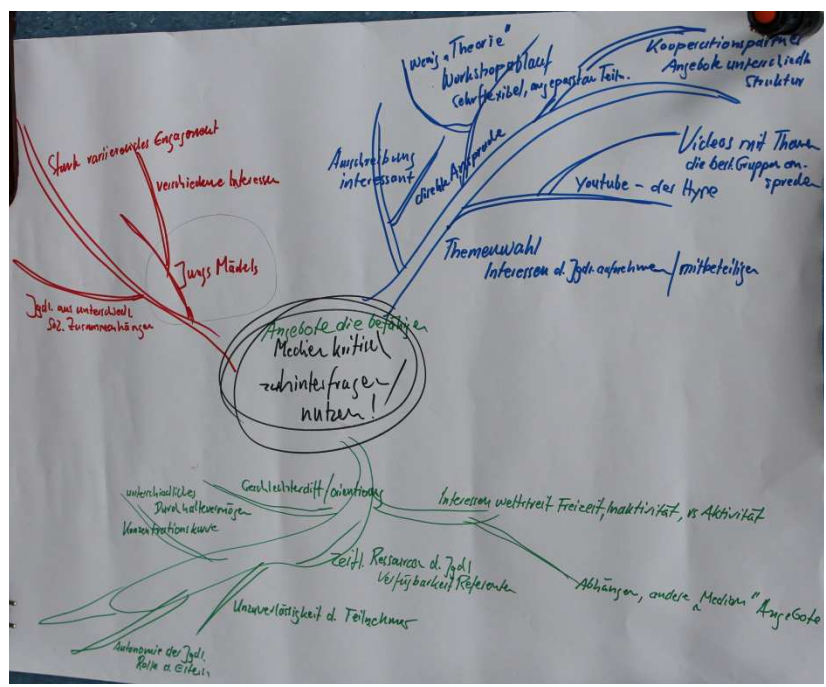 Wenig „Theorie"
Workshopablauf
sehr flexibel, angepasst an Teiln.
Kooperationspartner
Angebote unterschiedl.
Struktur
Ausschreibung
interessant
direkte Ansprache
Videos mit Themen
die best. Gruppen an-
sprechen
Youtube – der Hype
Themenwahl
Interessen d. Jgdl. aufnehmen / mitbeteiligen
Stark variierendes Engagement
verschiedene Interessen
Jungs Mädels
Jgdl. aus unterschiedl.
Soz. Zusammenhängen
Angebote die befähigen
Medien kritisch
zu hinterfragen /
nutzen!
Geschlechterdiff / orientierung
unterschiedliches
Durchhaltevermögen
Konzentrationskurve
Interessenwettstreit Freizeit, Inaktivität, vs Aktivität
Abhängen, andere „Medien" Angebote
Zeitl. Ressourcen d. Jgdl
Verfügbarkeit Referenten
Unzuverlässigkeit d. Teilnehmer
Autonomie der Jgdl.
Rolle d. Eltern